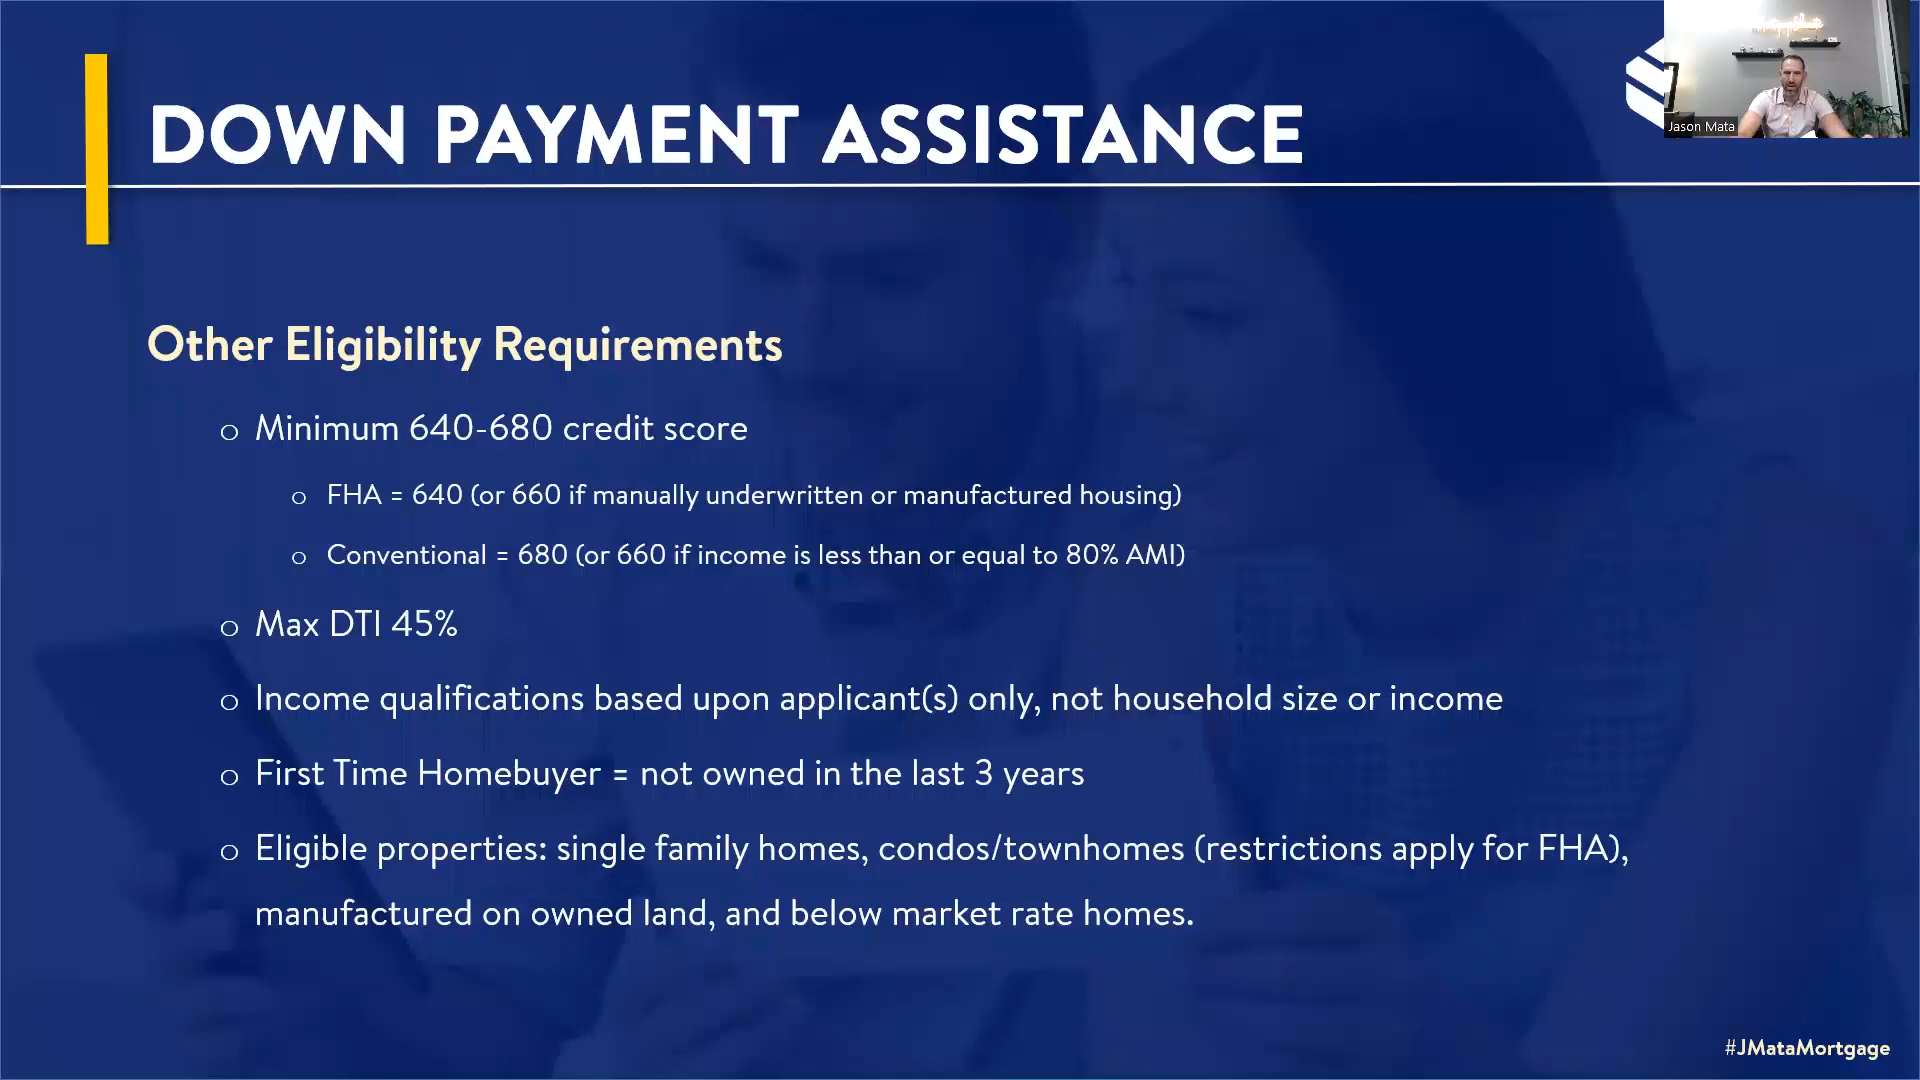 DOWN PAYMENT ASSISTANCE
Jason Mata
Other Eligibility Requirements
o Minimum 640-680 credit score
o FHA = 640 (or 660 if manually underwritten or manufactured housing)
o Conventional = 680 (or 660 if income is less than or equal to 80% AMI)
o Max DTI 45%
o Income qualifications based upon applicant(s) only, not household size or income
o First Time Homebuyer = not owned in the last 3 years
o Eligible properties: single family homes, condos/townhomes (restrictions apply for FHA),
manufactured on owned land, and below market rate homes.
#JMataMortgage